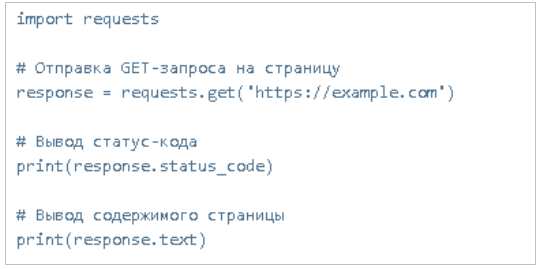 import requests
# Отправка GET-запроса на страницу
response = requests.get('https://example.com')
# Вывод статус-кода
print(response.status_code)
# Вывод содержимого страницы
print(response.text)